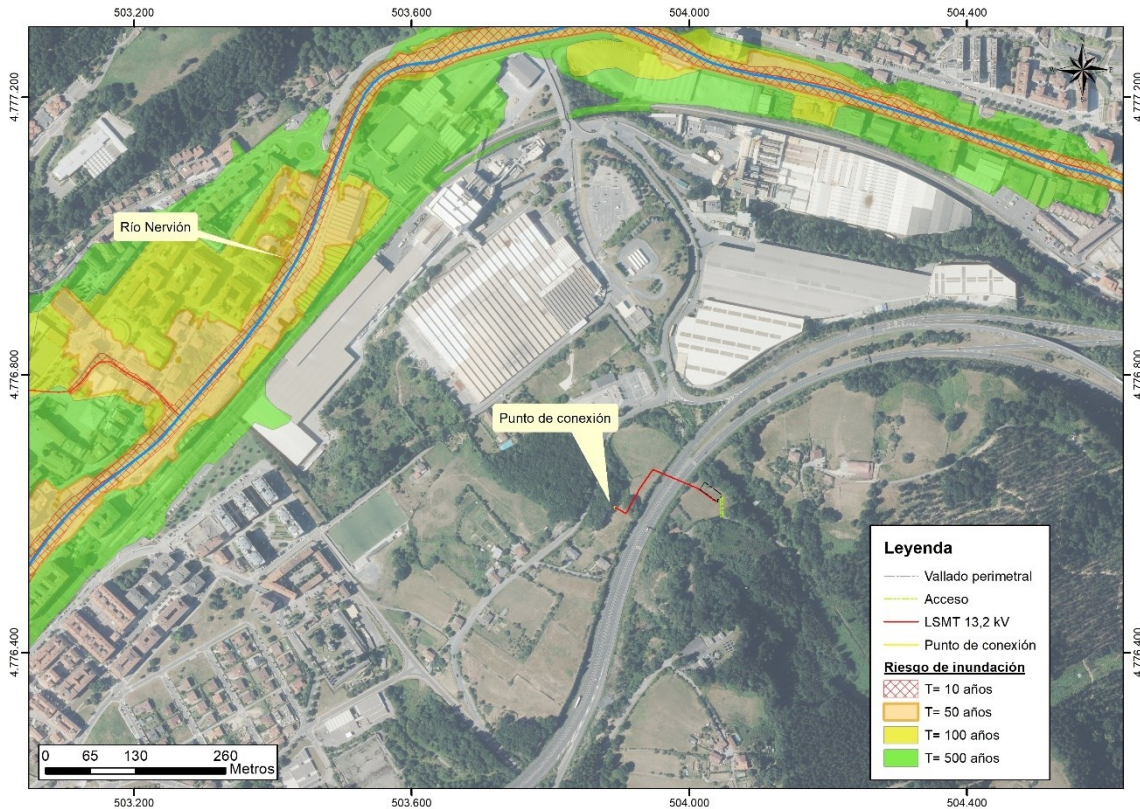 503.200 503.600 504.000 504.400
4.777.200 4.777.200
Río Nervión
4.776.800 4.776.800
Punto de conexión
Leyenda
Vallado perimetral
Acceso
LSMT 13,2 kV
Punto de conexión
Riesgo de inundación
T= 10 años
T= 50 años
T= 100 años
T= 500 años
4.776.400 4.776.400
0 65 130 260
Metros
503.200 503.600 504.000 504.400